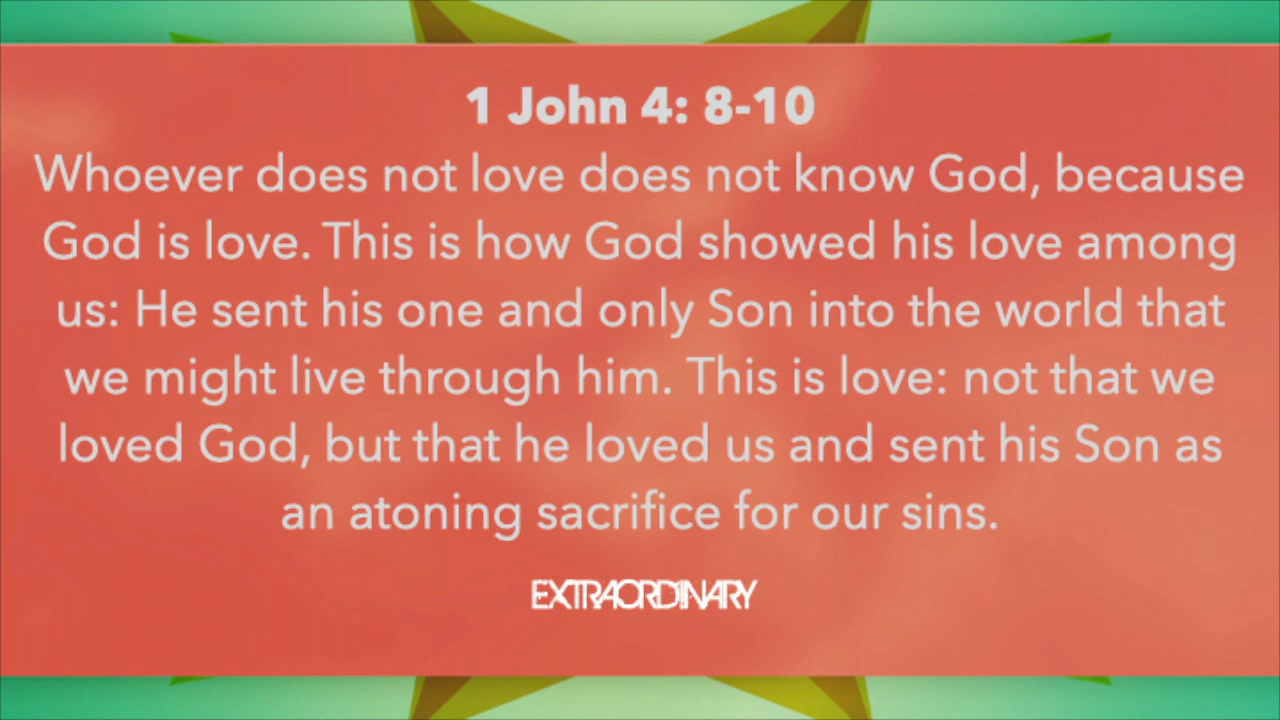 1 John 4: 8-10
Whoever does not love does not know God, because
God is love. This is how God showed his love among
us: He sent his one and only Son into the world that
we might live through him. This is love: not that we
loved God, but that he loved us and sent his Son as
an atoning sacrifice for our sins.
EXTRAORDINARY